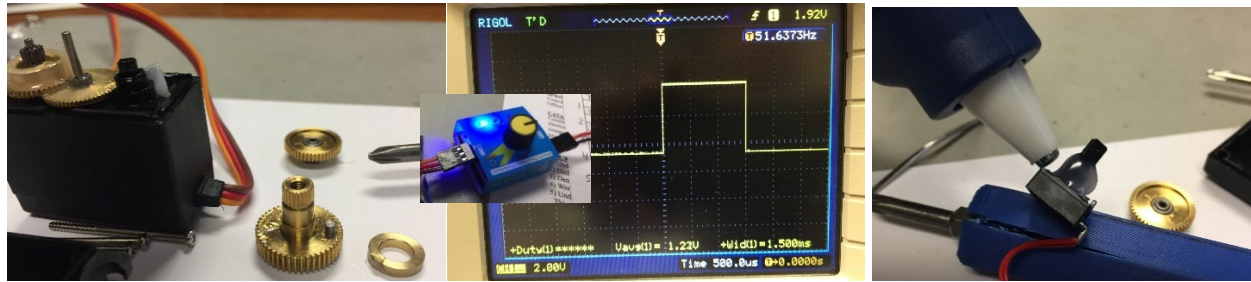 RIGOL T'D
1.92V
51.6373Hz
+Duty(1)=******
Vavg(1)= 1.22V
+Wid(1)=1.500ms
2.00V
Time 500.0us
+0.0000s